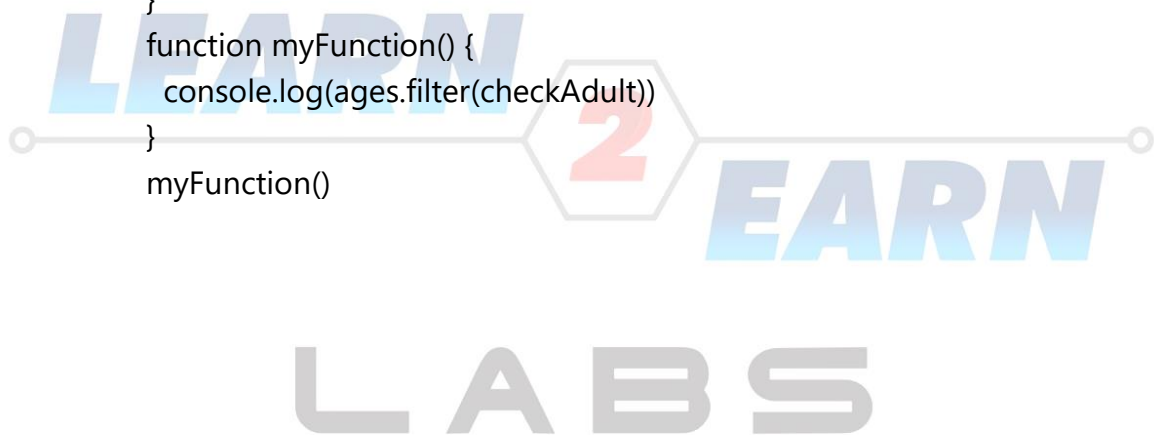 }
function myFunction() {
console.log(ages.filter(checkAdult))
}
myFunction()
LEARN
2
EARN
LABS